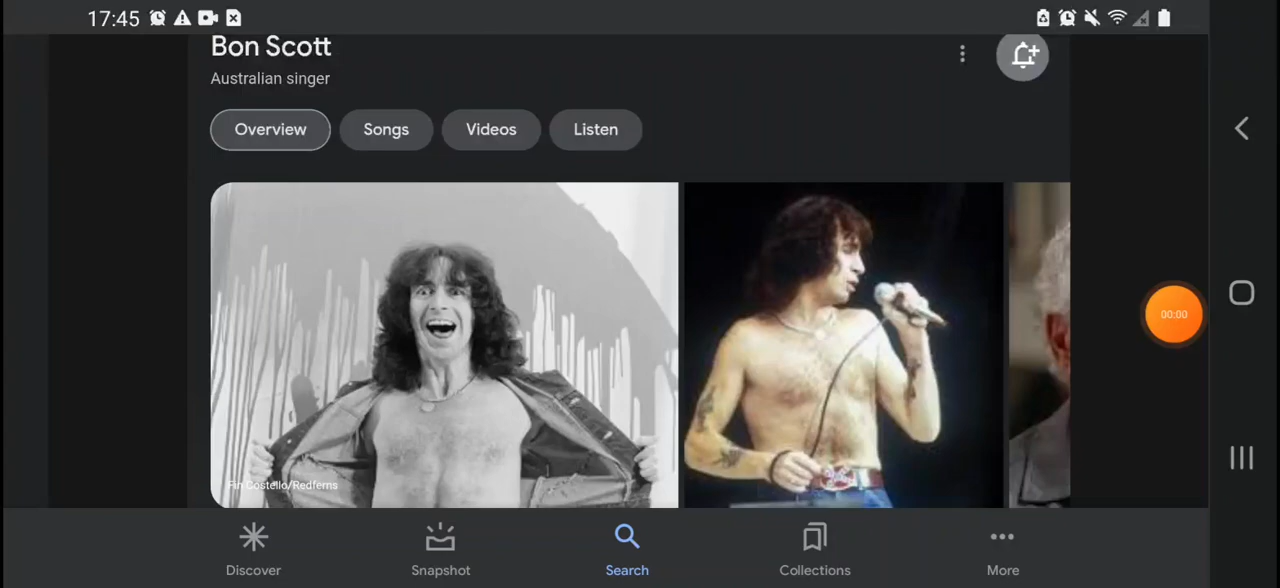 17:45
Bon Scott
Australian singer
Overview Songs Videos Listen
00:00
Fin Costello/Redferns
Discover Snapshot Search Collections More